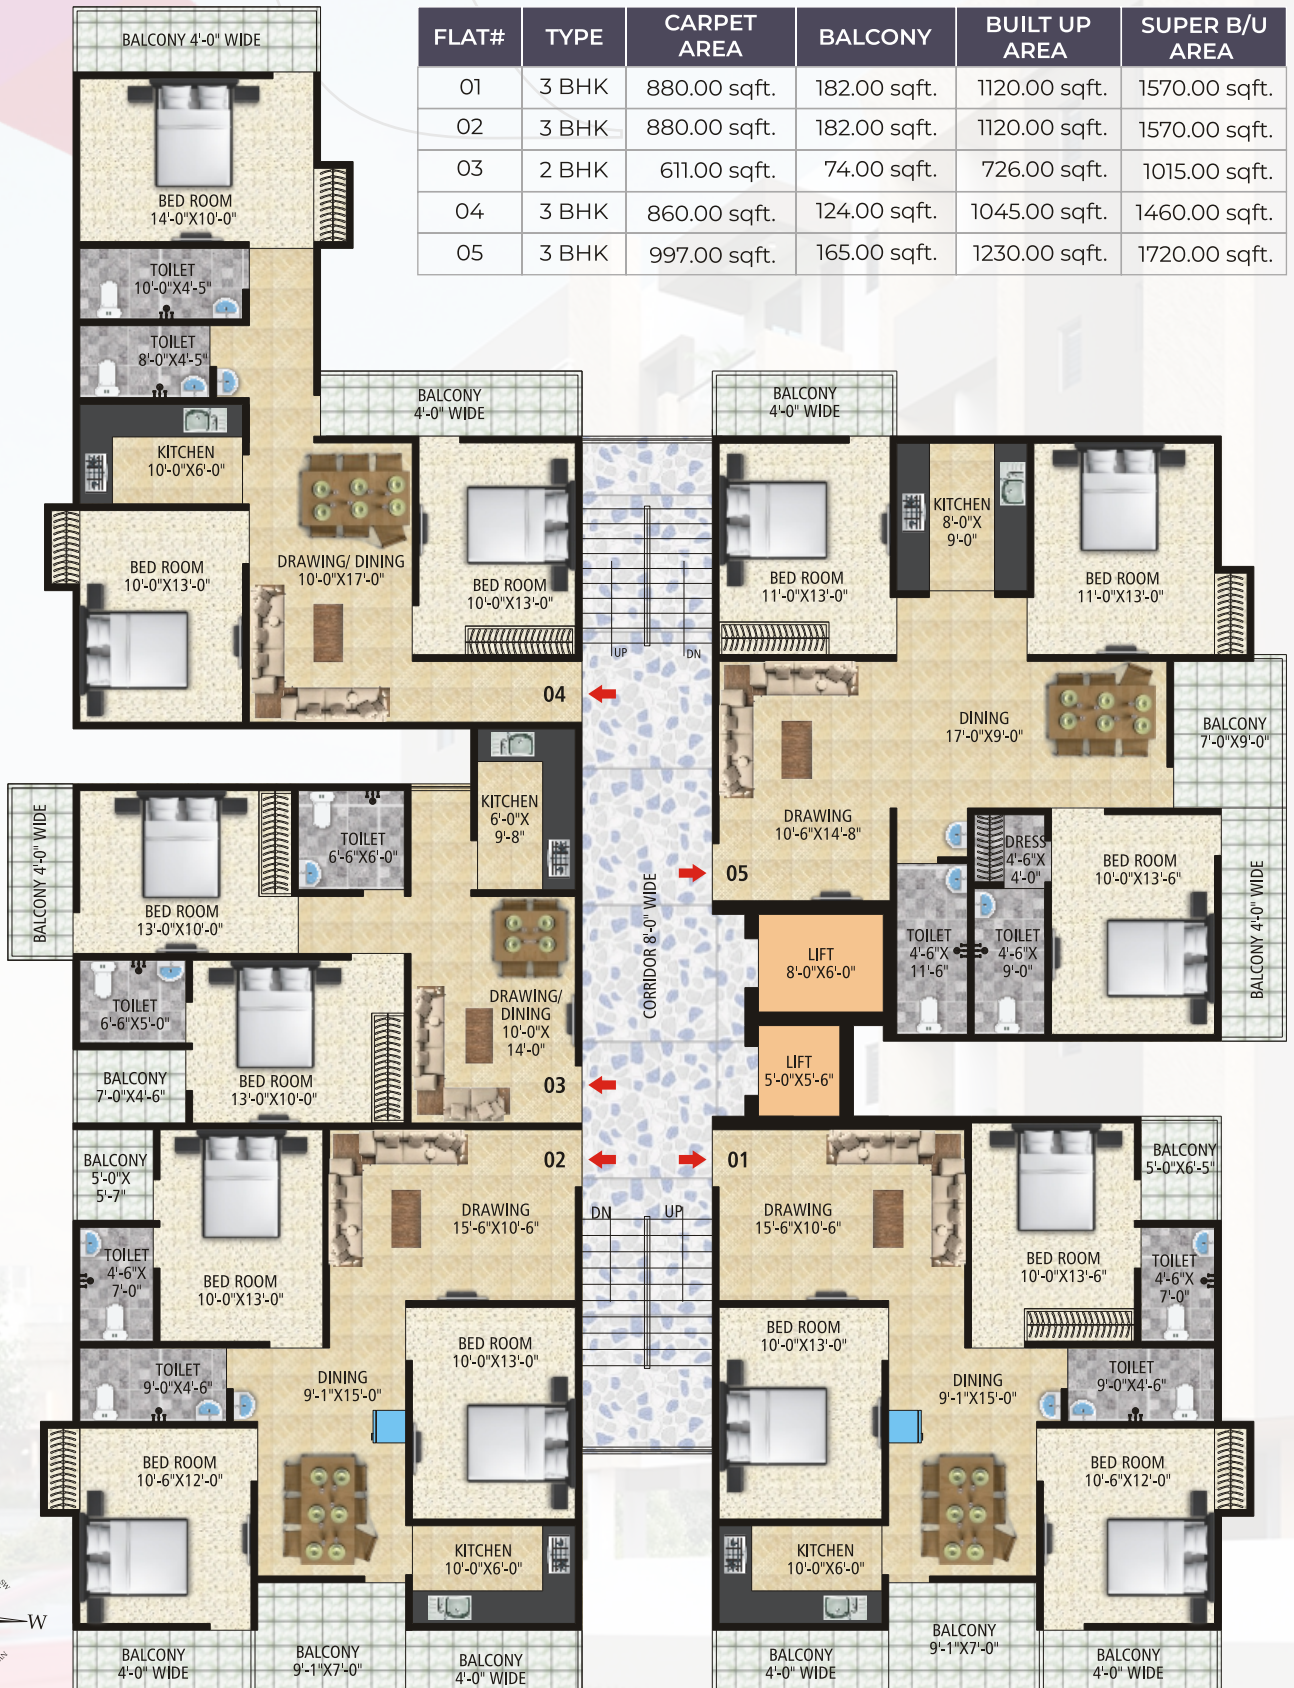 FLAT# TYPE CARPET AREA BALCONY BUILT UP AREA SUPER B/U AREA
01 3 BHK 880.00 sqft. 182.00 sqft. 1120.00 sqft. 1570.00 sqft.
02 3 BHK 880.00 sqft. 182.00 sqft. 1120.00 sqft. 1570.00 sqft.
03 2 BHK 611.00 sqft. 74.00 sqft. 726.00 sqft. 1015.00 sqft.
04 3 BHK 860.00 sqft. 124.00 sqft. 1045.00 sqft. 1460.00 sqft.
05 3 BHK 997.00 sqft. 165.00 sqft. 1230.00 sqft. 1720.00 sqft.
BALCONY 4'-0" WIDE
BED ROOM
14'-0"X10'-0"
TOILET
10'-0"X4'-5"
TOILET
8'-0"X4'-5"
KITCHEN
10'-0"X6'-0"
BALCONY
4'-0" WIDE
BED ROOM
10'-0"X13'-0"
DRAWING/ DINING
10'-0"X17'-0"
BED ROOM
10'-0"X13'-0"
04
UP
DN
BALCONY
4'-0" WIDE
BED ROOM
11'-0"X13'-0"
KITCHEN
8'-0"X
9'-0"
BED ROOM
11'-0"X13'-0"
DINING
17'-0"X9'-0"
BALCONY
7'-0"X9'-0"
DRAWING
10'-6"X14'-8"
05
DRESS
4'-6"X
4'-0"
BED ROOM
10'-0"X13'-6"
BALCONY 4'-0" WIDE
TOILET
4'-6"X
11'-6"
TOILET
4'-6"X
9'-0"
LIFT
8'-0"X6'-0"
LIFT
5'-0"X5'-6"
CORRIDOR 8'-0" WIDE
KITCHEN
6'-0"X
9'-8"
BALCONY 4'-0" WIDE
TOILET
6'-6"X6'-0"
BED ROOM
13'-0"X10'-0"
TOILET
6'-6"X5'-0"
DRAWING/
DINING
10'-0"X
14'-0"
BALCONY
7'-0"X4'-6"
BED ROOM
13'-0"X10'-0"
03
BALCONY
5'-0"X
5'-7"
02
DRAWING
15'-6"X10'-6"
TOILET
4'-6"X
7'-0"
BED ROOM
10'-0"X13'-0"
TOILET
9'-0"X4'-6"
DINING
9'-1"X15'-0"
BED ROOM
10'-0"X13'-0"
BED ROOM
10'-6"X12'-0"
KITCHEN
10'-0"X6'-0"
BALCONY
4'-0" WIDE
BALCONY
9'-1"X7'-0"
BALCONY
4'-0" WIDE
DN
UP
01
DRAWING
15'-6"X10'-6"
BALCONY
5'-0"X6'-5"
BED ROOM
10'-0"X13'-6"
TOILET
4'-6"X
7'-0"
BED ROOM
10'-0"X13'-0"
DINING
9'-1"X15'-0"
TOILET
9'-0"X4'-6"
BED ROOM
10'-6"X12'-0"
KITCHEN
10'-0"X6'-0"
BALCONY
4'-0" WIDE
BALCONY
9'-1"X7'-0"
BALCONY
4'-0" WIDE
SW
W